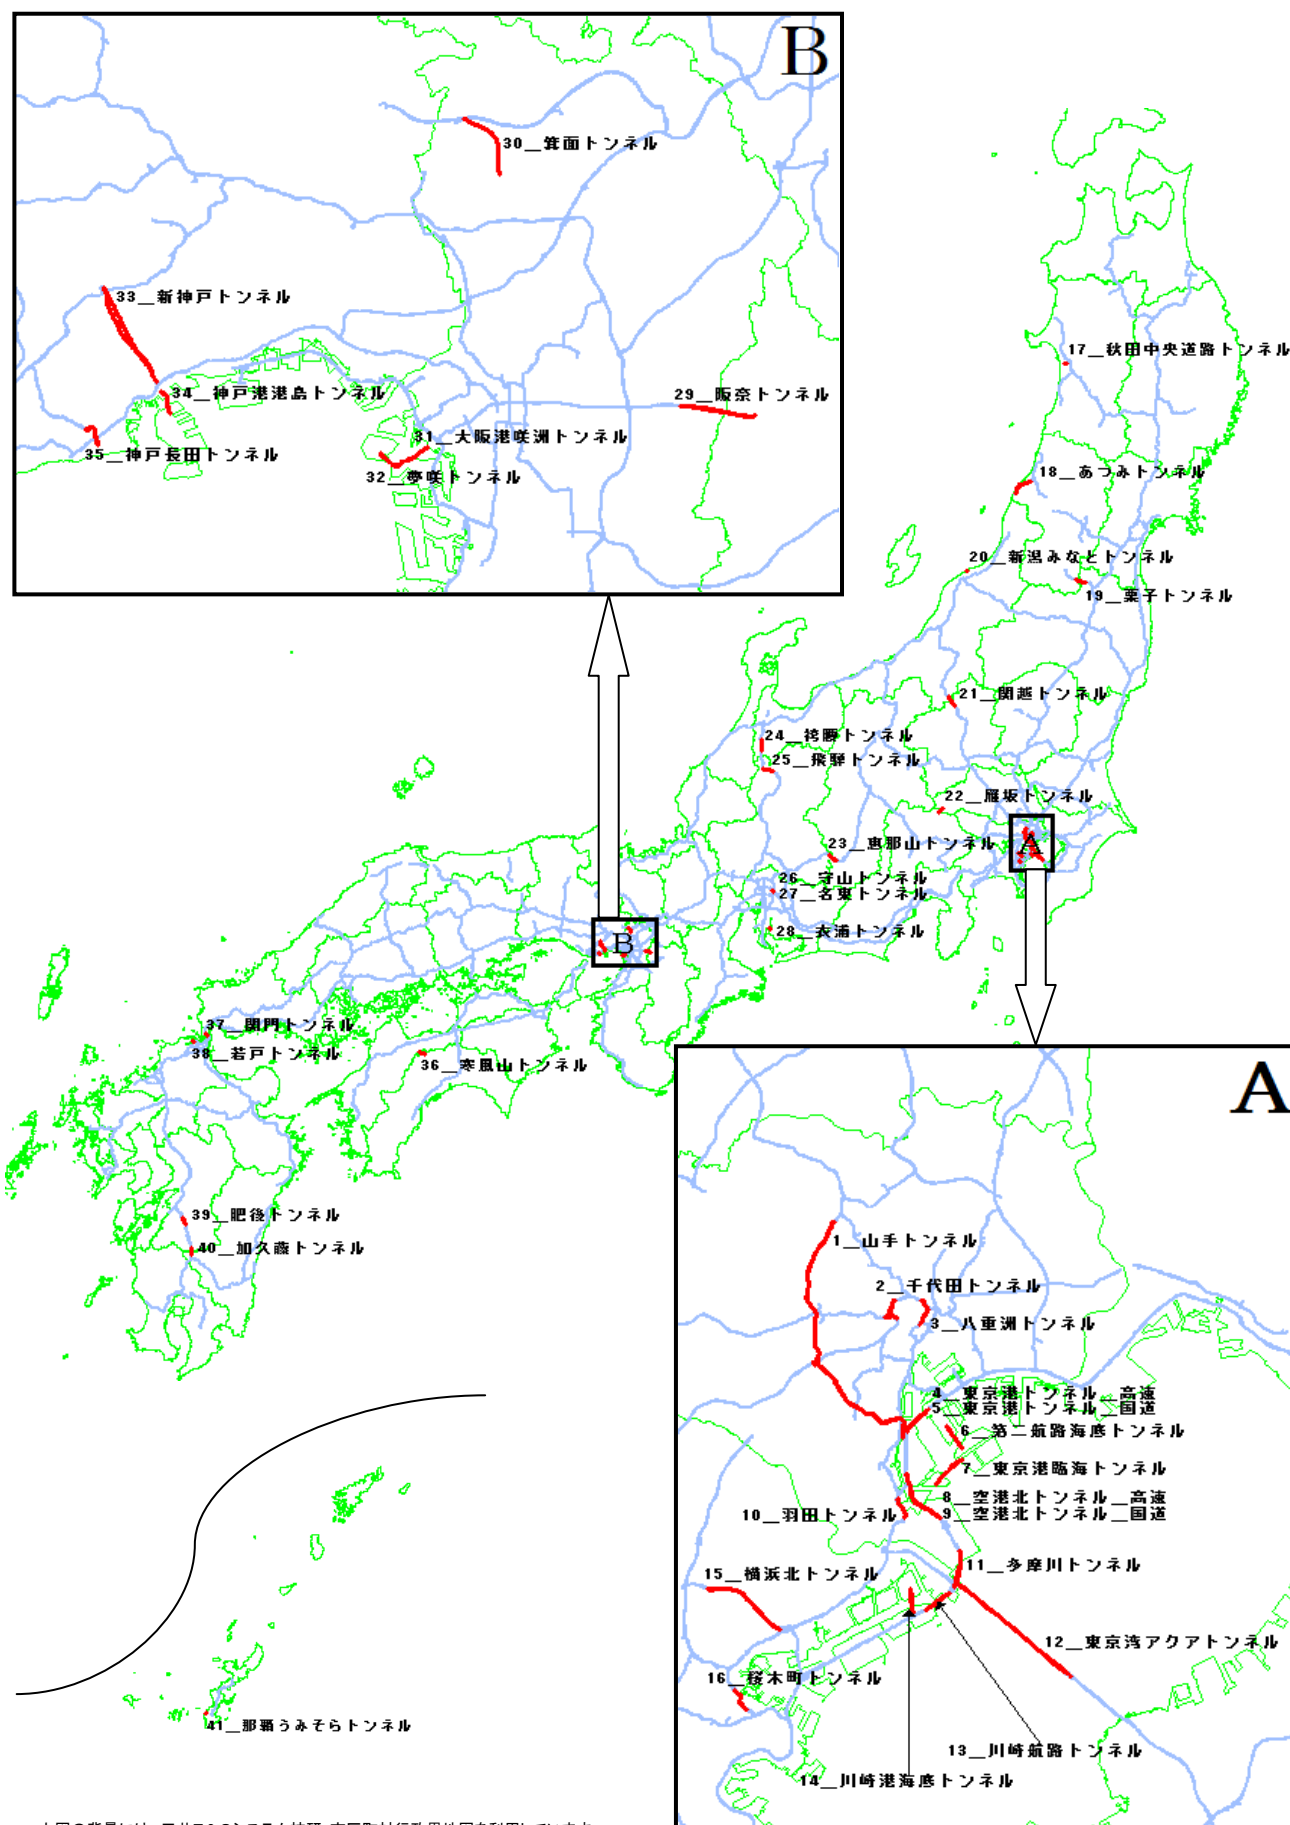 B
30_箕面トンネル
33_新神戸トンネル
34_神戸港港島トンネル
29_阪奈トンネル
31_大阪港咲洲トンネル
35_神戸長田トンネル
32_夢咲トンネル
17_秋田中央道路トンネル
18_あつみトンネル
20_新潟みなとトンネル
19_栗子トンネル
21_関越トンネル
24_袴腰トンネル
25_飛騨トンネル
22_雁坂トンネル
23_恵那山トンネル
A
26_守山トンネル
27_名東トンネル
28_衣浦トンネル
B
37_関門トンネル
38_若戸トンネル
36_寒風山トンネル
39_肥後トンネル
40_加久藤トンネル
41_那覇うみそらトンネル
A
1_山手トンネル
2_千代田トンネル
3_八重洲トンネル
4_東京港トンネル_高速
5_東京港トンネル_国道
6_第二航路海底トンネル
7_東京港臨海トンネル
8_空港北トンネル_高速
9_空港北トンネル_国道
10_羽田トンネル
11_多摩川トンネル
15_横浜北トンネル
12_東京湾アクアトンネル
16_桜木町トンネル
13_川崎航路トンネル
14_川崎港海底トンネル